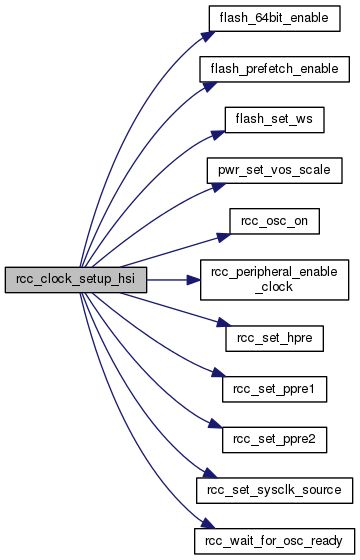 flash_64bit_enable
flash_prefetch_enable
flash_set_ws
pwr_set_vos_scale
rcc_osc_on
rcc_clock_setup_hsi
rcc_peripheral_enable
_clock
rcc_set_hpre
rcc_set_ppre1
rcc_set_ppre2
rcc_set_sysclk_source
rcc_wait_for_osc_ready